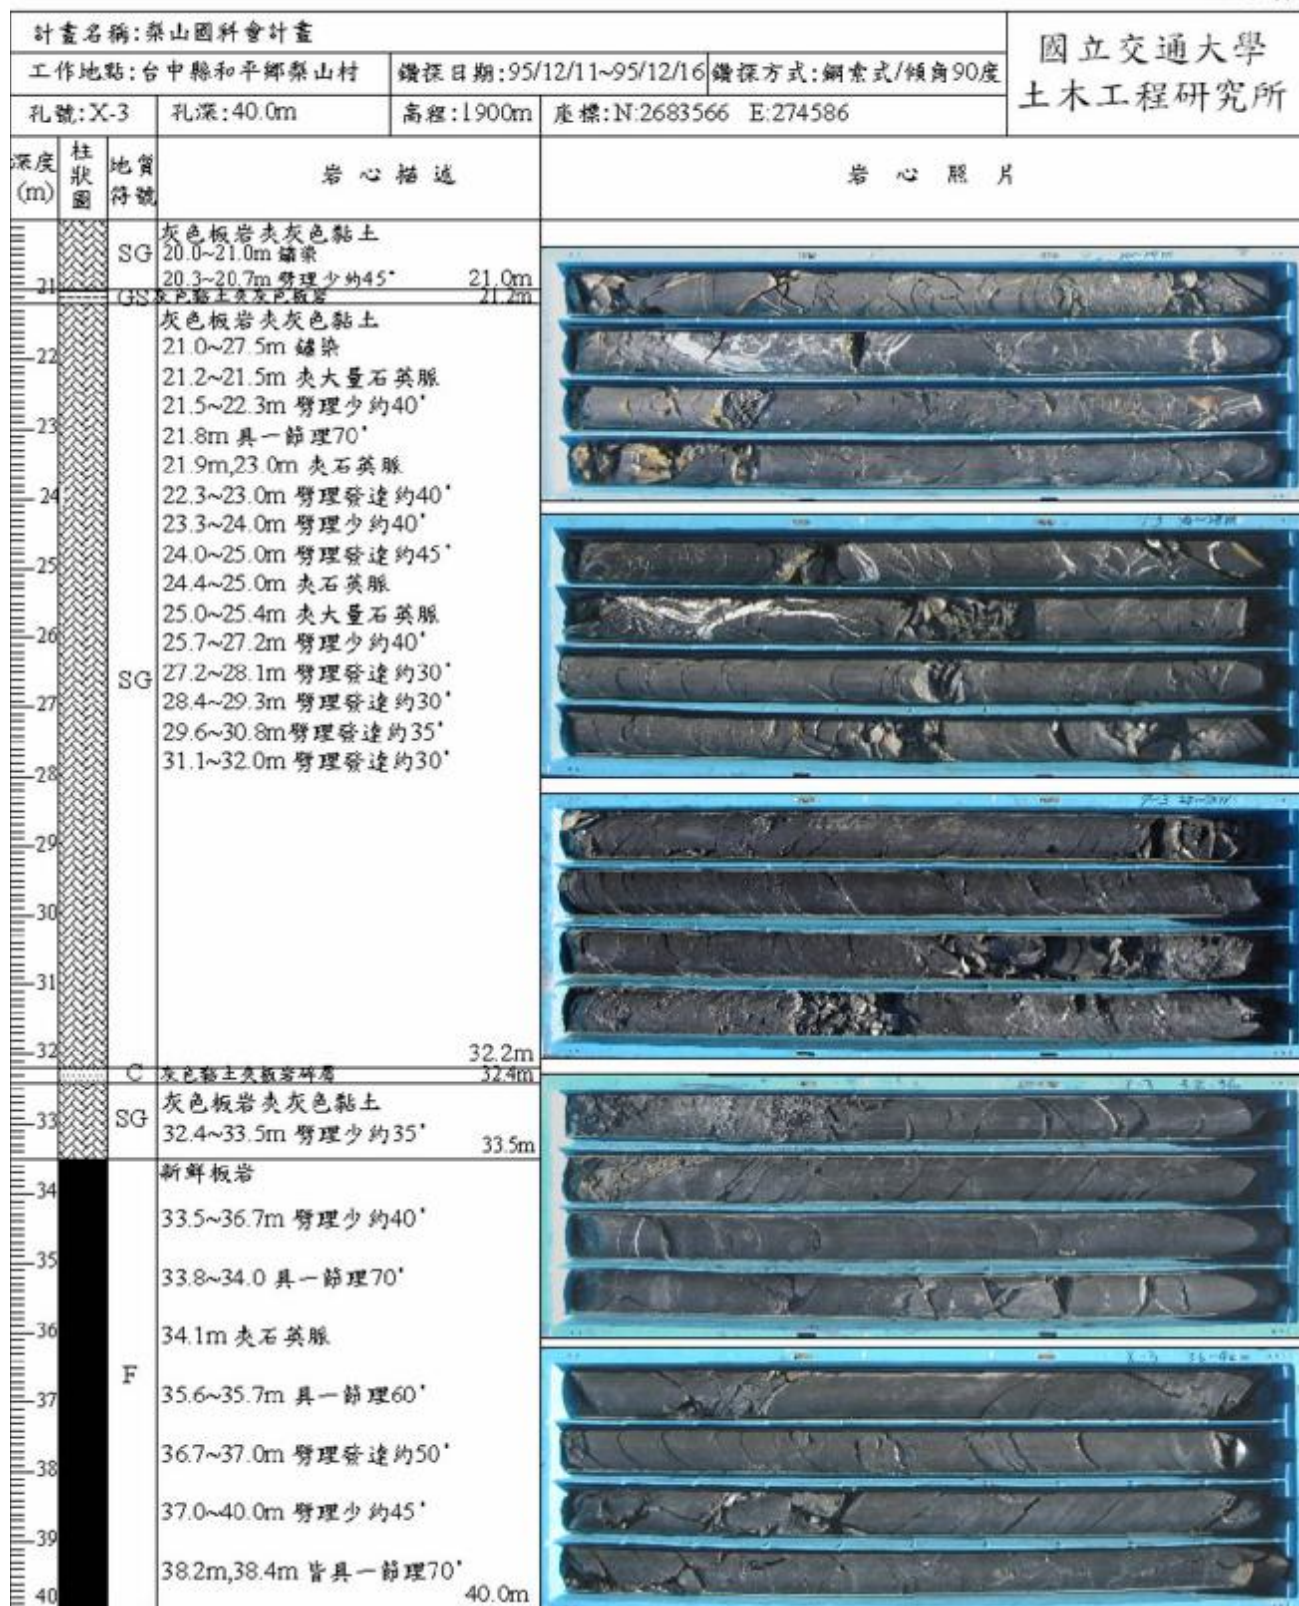 計畫名稱:梨山國科會計畫
國立交通大學
土木工程研究所
工作地點:台中縣和平鄉梨山村 鑽探日期:95/12/11~95/12/16 鑽探方式:鋼索式/傾角90度
孔號:X-3 孔深:40.0m 高程:1900m 座標:N:2683566 E:274586
深度(m) 柱狀圖 地質符號 岩心描述 岩心照片
SG 灰色板岩夾灰色黏土
20.0~21.0m 鏽染
20.3~20.7m 劈理少約45° 21.0m
21
GS 灰色黏土夾灰色板岩 21.2m
灰色板岩夾灰色黏土
21.0~27.5m 鏽染
22
21.2~21.5m 夾大量石英脈
21.5~22.3m 劈理少約40°
23
21.8m 具一節理70°
21.9m,23.0m 夾石英脈
24
22.3~23.0m 劈理發達約40°
23.3~24.0m 劈理少約40°
24.0~25.0m 劈理發達約45°
25
24.4~25.0m 夾石英脈
25.0~25.4m 夾大量石英脈
26
25.7~27.2m 劈理少約40°
SG 27.2~28.1m 劈理發達約30°
27
28.4~29.3m 劈理發達約30°
29.6~30.8m劈理發達約35°
31.1~32.0m 劈理發達約30°
28
29
30
31
32
32.2m
C 灰色黏土夾板岩碎屑 32.4m
灰色板岩夾灰色黏土
33 SG
32.4~33.5m 劈理少約35° 33.5m
新鮮板岩
34
33.5~36.7m 劈理少約40°
35
33.8~34.0 具一節理70°
36
34.1m 夾石英脈
F
37
35.6~35.7m 具一節理60°
36.7~37.0m 劈理發達約50°
38
37.0~40.0m 劈理少約45°
39
38.2m,38.4m 皆具一節理70°
40 40.0m